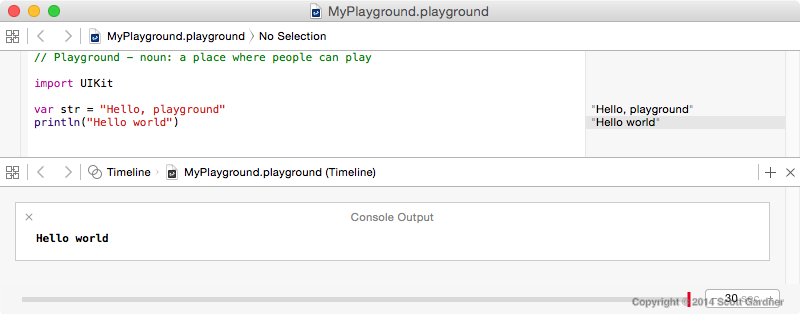 MyPlayground.playground
MyPlayground.playground 〉 No Selection
// Playground – noun: a place where people can play
import UIKit
var str = "Hello, playground"
"Hello, playground"
println("Hello world")
"Hello world"
Timeline › MyPlayground.playground (Timeline)
Console Output
Hello world
30 sec
Copyright © 2014 Scott Gardner